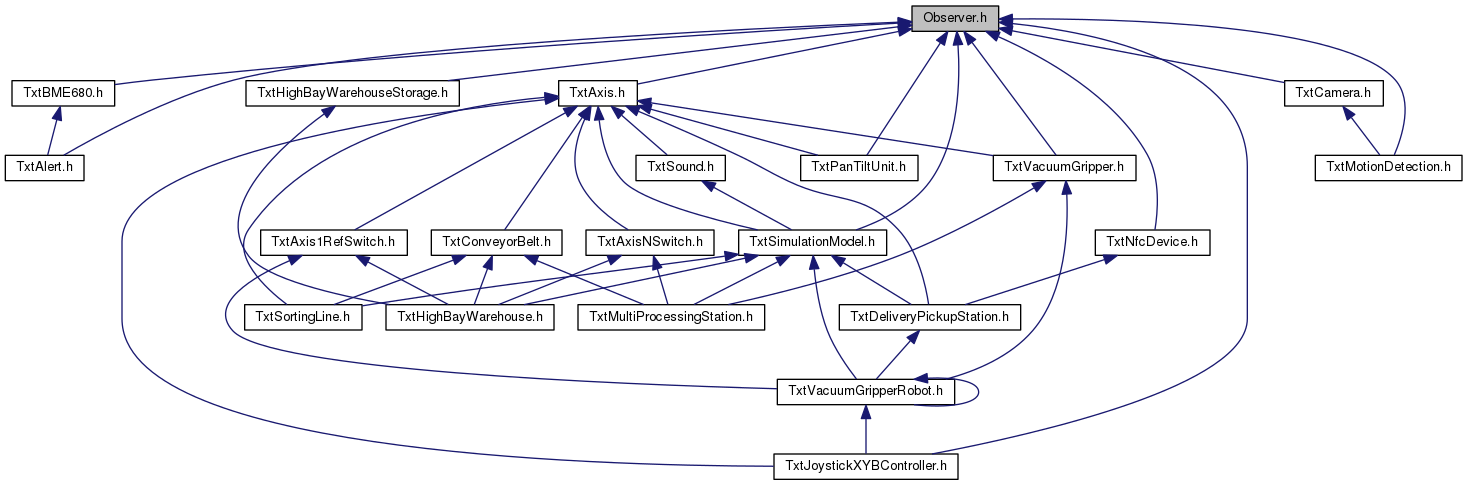 Observer.h
TxtBME680.h
TxtHighBayWarehouseStorage.h
TxtAxis.h
TxtCamera.h
TxtAlert.h
TxtSound.h
TxtPanTiltUnit.h
TxtVacuumGripper.h
TxtMotionDetection.h
TxtAxis1RefSwitch.h
TxtConveyorBelt.h
TxtAxisNSwitch.h
TxtSimulationModel.h
TxtNfcDevice.h
TxtSortingLine.h
TxtHighBayWarehouse.h
TxtMultiProcessingStation.h
TxtDeliveryPickupStation.h
TxtVacuumGripperRobot.h
TxtJoystickXYBController.h